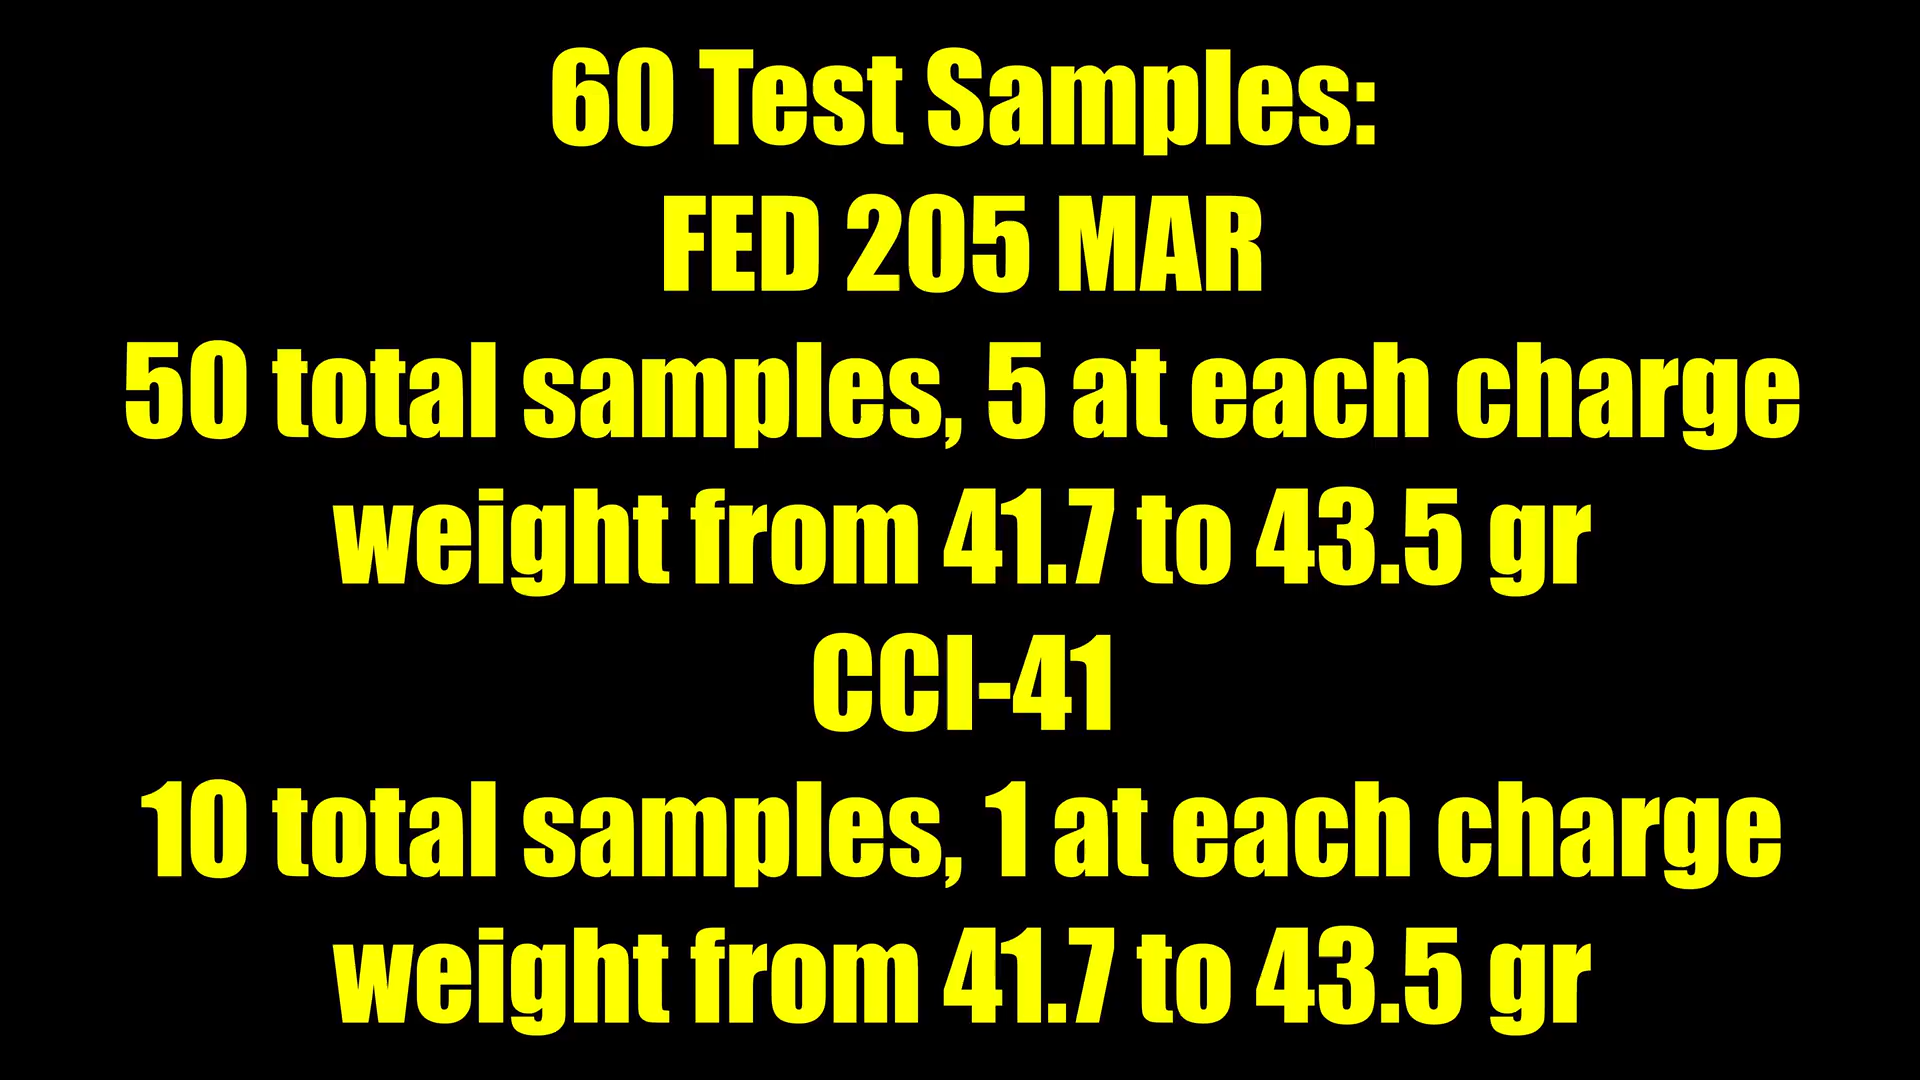 60 Test Samples:
FED 205 MAR
50 total samples, 5 at each charge
weight from 41.7 to 43.5 gr
CCI-41
10 total samples, 1 at each charge
weight from 41.7 to 43.5 gr